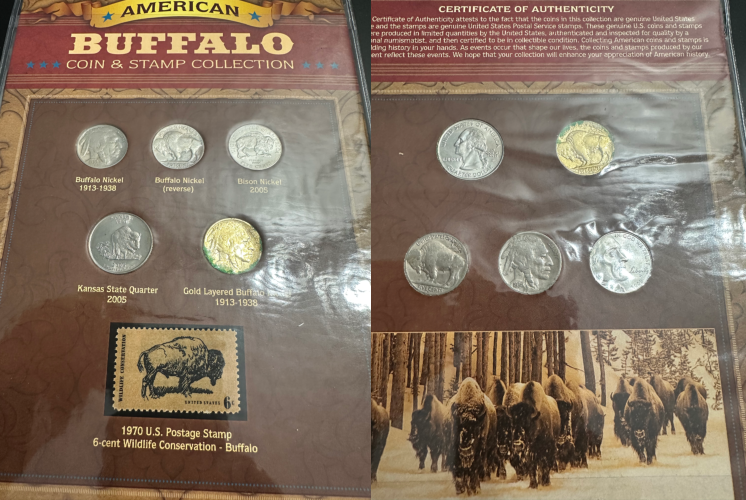 AMERICAN
BUFFALO
COIN & STAMP COLLECTION
Buffalo Nickel
1913-1938
Buffalo Nickel
(reverse)
Bison Nickel
2005
Kansas State Quarter
2005
Gold Layered Buffalo
1913-1938
WILDLIFE CONSERVATION
UNITED STATES 6c
1970 U.S. Postage Stamp
6-cent Wildlife Conservation - Buffalo
CERTIFICATE OF AUTHENTICITY
Certificate of Authenticity attests to the fact that the coins in this collection are genuine United States
and the stamps are genuine United States Postal Service stamps. These genuine U.S. coins and stamps
produced in limited quantities by the United States, authenticated and inspected for quality by a
numismatist, and then certified to be in collectible condition. Collecting American coins and stamps is
history in your hands. As events occur that shape our lives, the coins and stamps produced by our
reflect these events. We hope that your collection will enhance your appreciation of American history.